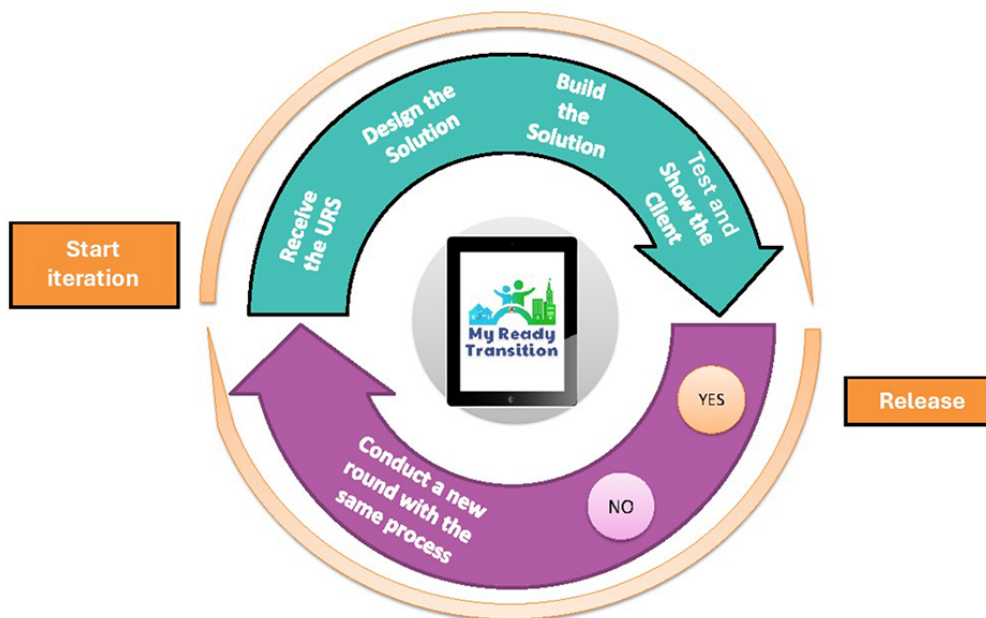 Start
iteration
Receive
the URS
Design the
Solution
Build
the
Solution
Test and
Show the
Client
My Ready
Transition
YES
NO
Release
Conduct a new
round with the
same process